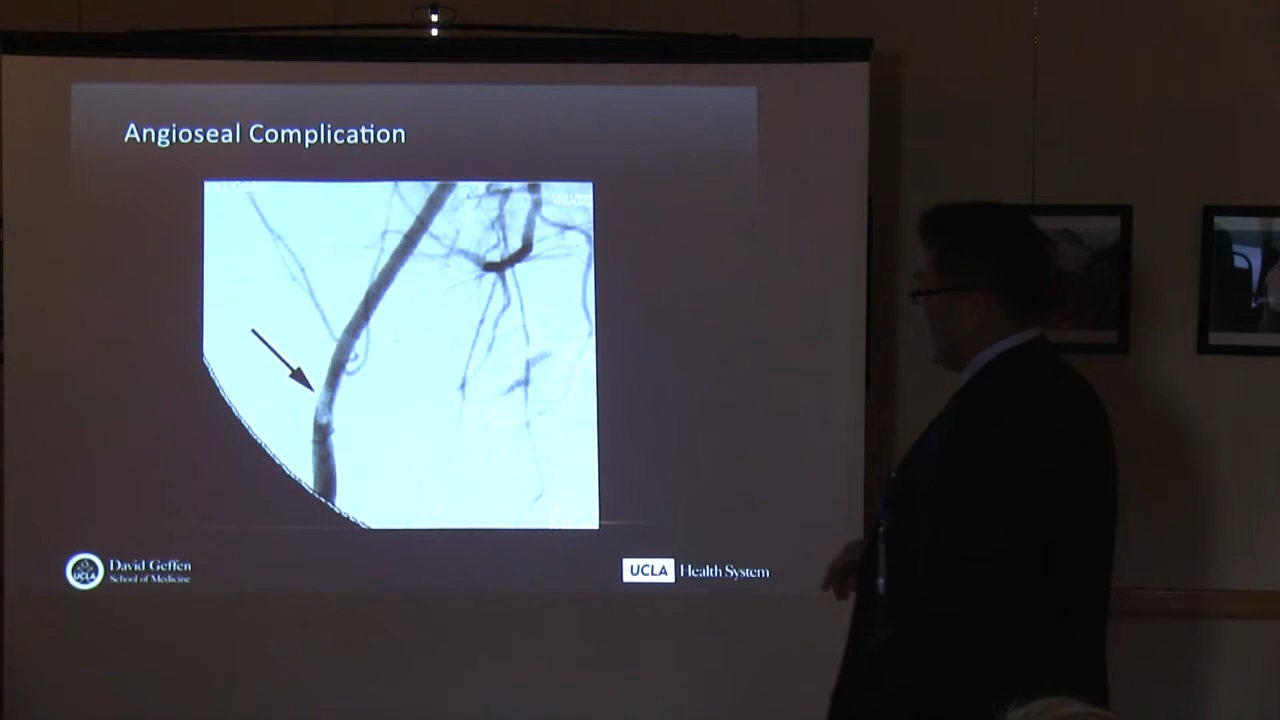 Angioseal Complication
David Geffen
School of Medicine
UCLA
UCLA Health System